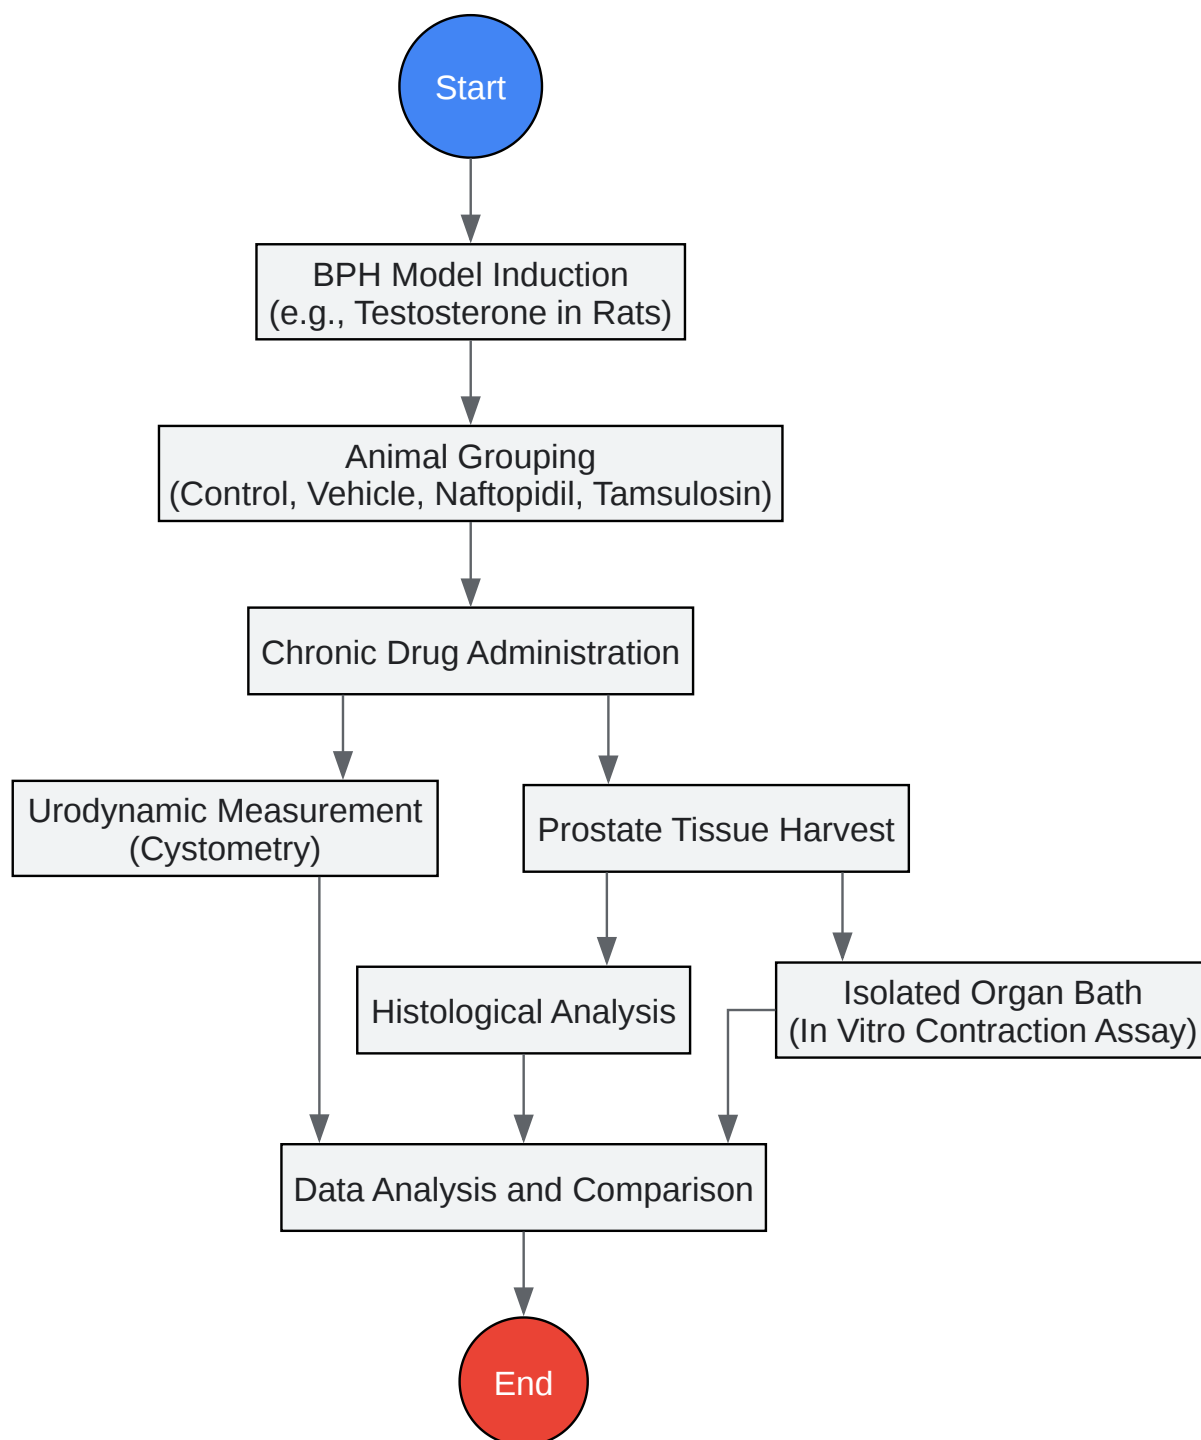 Start
BPH Model Induction
(e.g., Testosterone in Rats)
Animal Grouping
(Control, Vehicle, Naftopidil, Tamsulosin)
Chronic Drug Administration
Urodynamic Measurement
(Cystometry)
Prostate Tissue Harvest
Histological Analysis
Isolated Organ Bath
(In Vitro Contraction Assay)
Data Analysis and Comparison
End